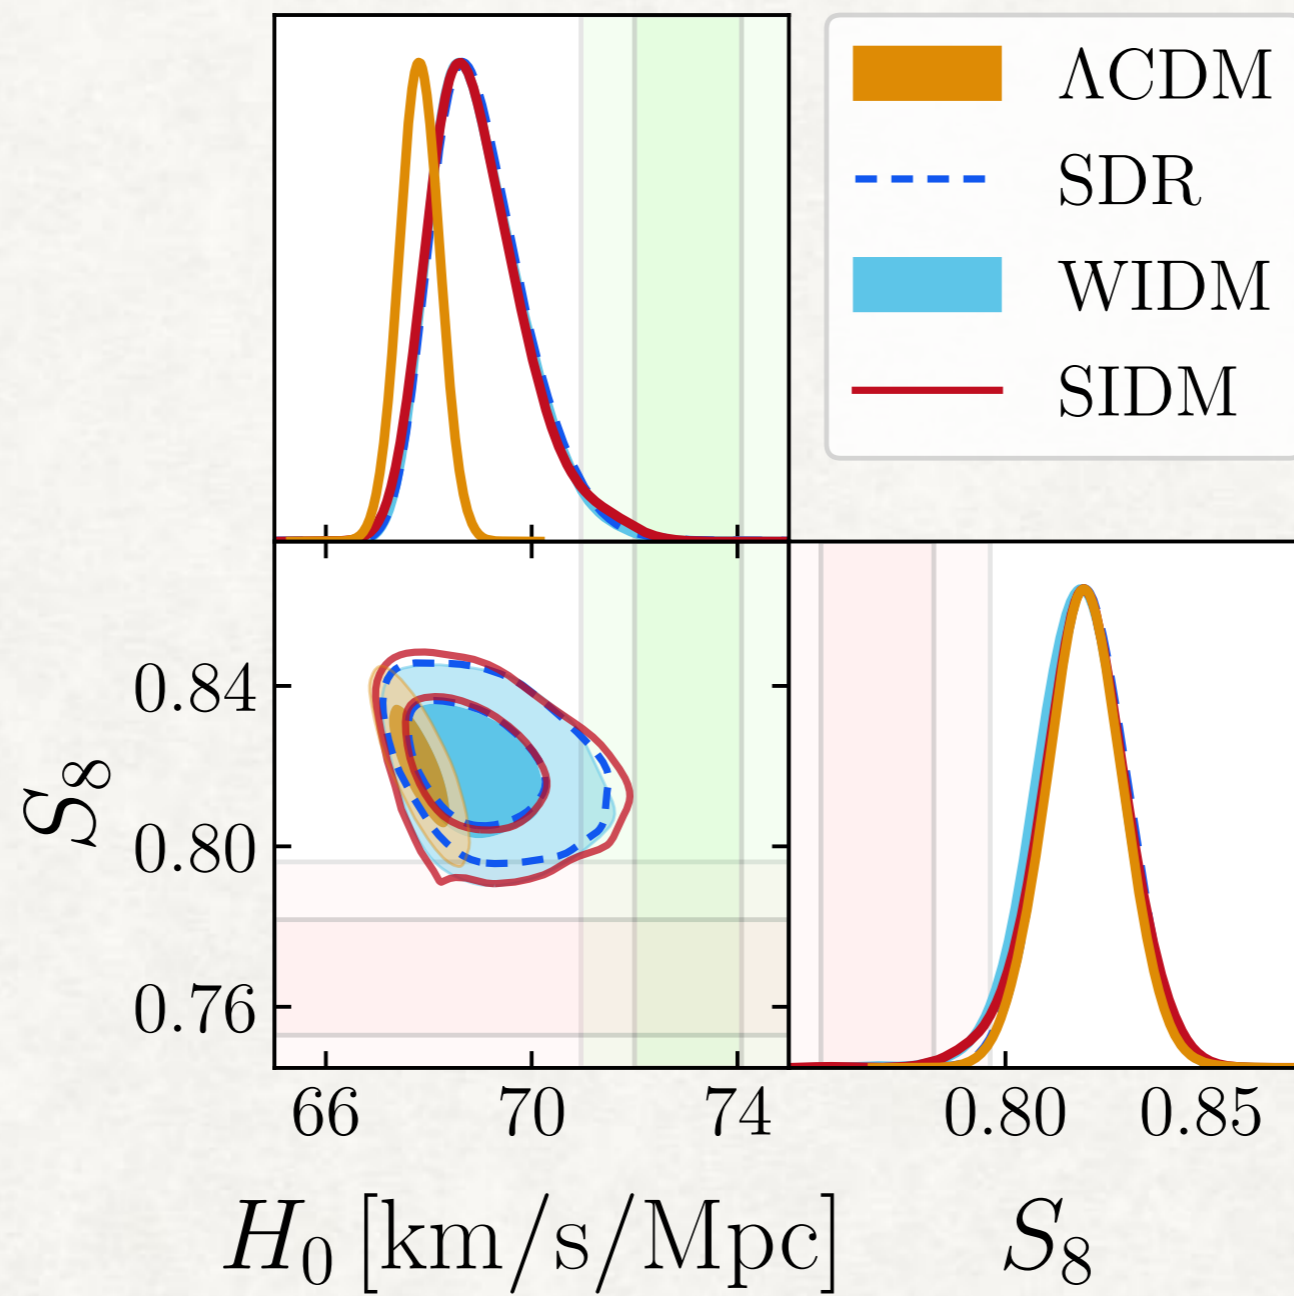 ΛCDM
SDR
WIDM
SIDM
S₈
0.84
0.80
0.76
66 70 74
0.80 0.85
H₀ [km/s/Mpc]
S₈